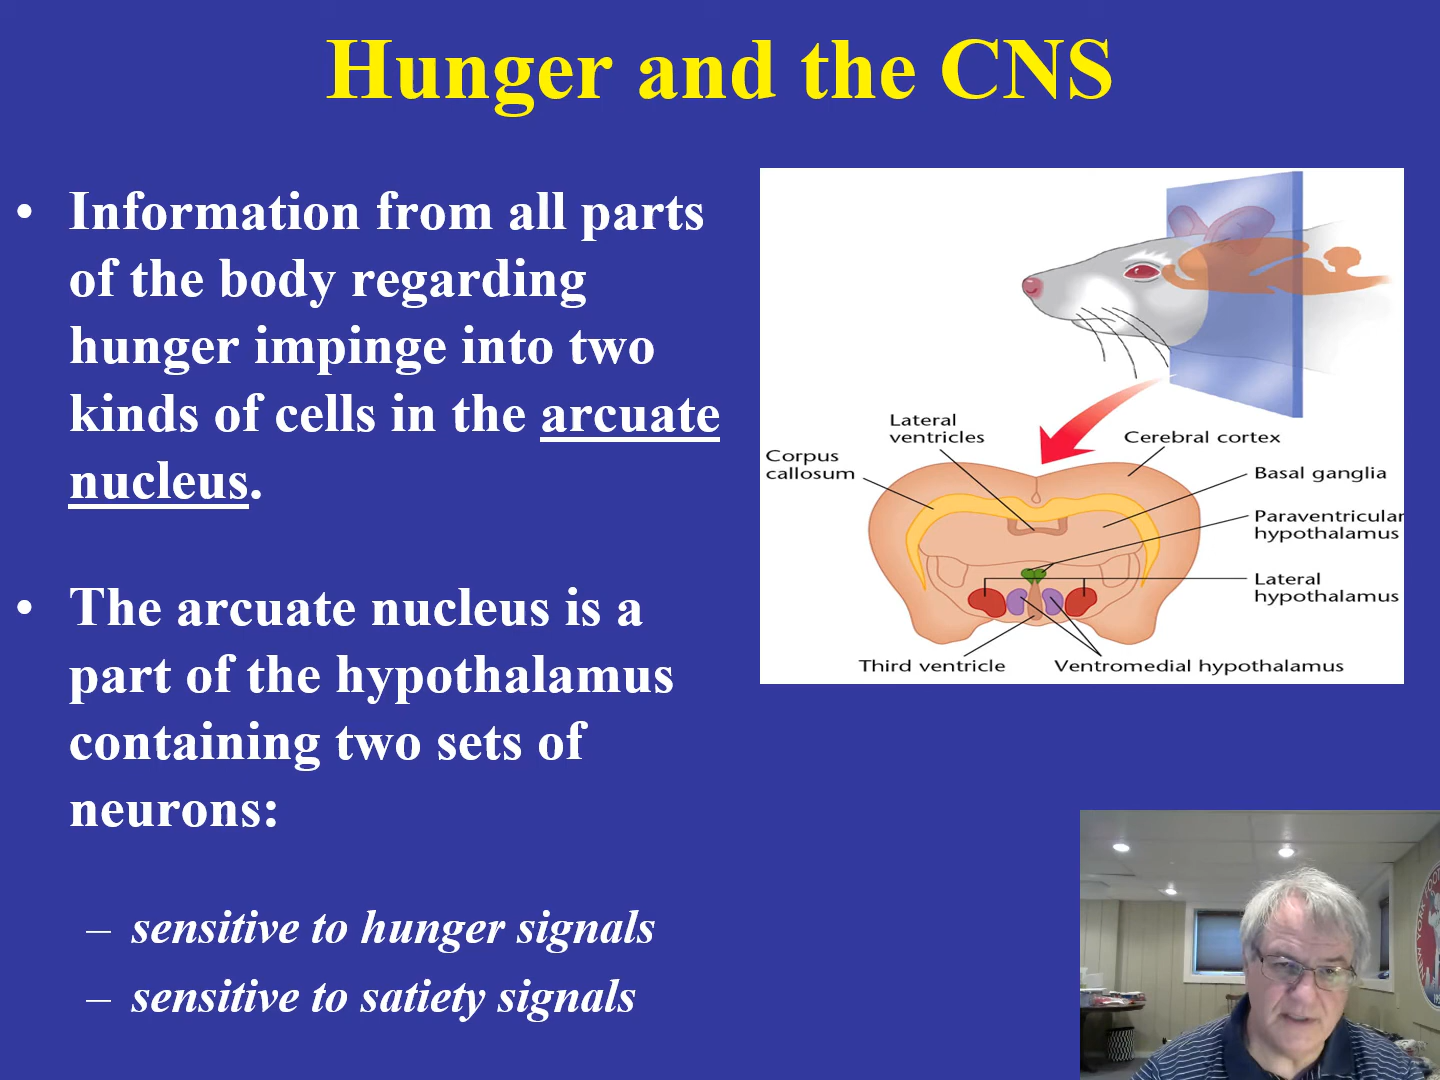 Hunger and the CNS
• Information from all parts
of the body regarding
hunger impinge into two
kinds of cells in the arcuate
nucleus.
• The arcuate nucleus is a
part of the hypothalamus
containing two sets of
neurons:
– sensitive to hunger signals
– sensitive to satiety signals
Lateral
ventricles
Cerebral cortex
Corpus
callosum
Basal ganglia
Paraventricular
hypothalamus
Lateral
hypothalamus
Third ventricle
Ventromedial hypothalamus
NEW YORK